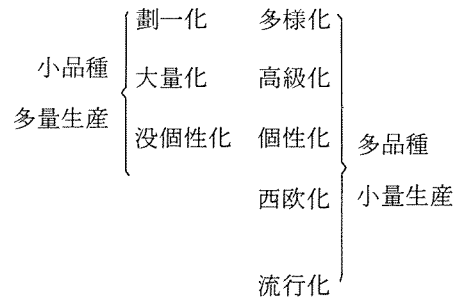 劃一化 多様化
小品種
大量化 高級化
多量生産
没個性化 個性化
多品種
西欧化
小量生産
流行化